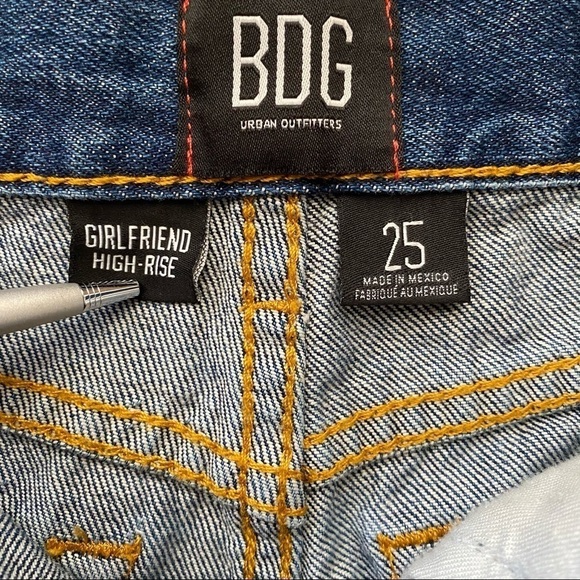 BDG
URBAN OUTFITTERS
GIRLFRIEND
HIGH-RISE
25
MADE IN MEXICO
FABRIQUÉ AU MEXIQUE